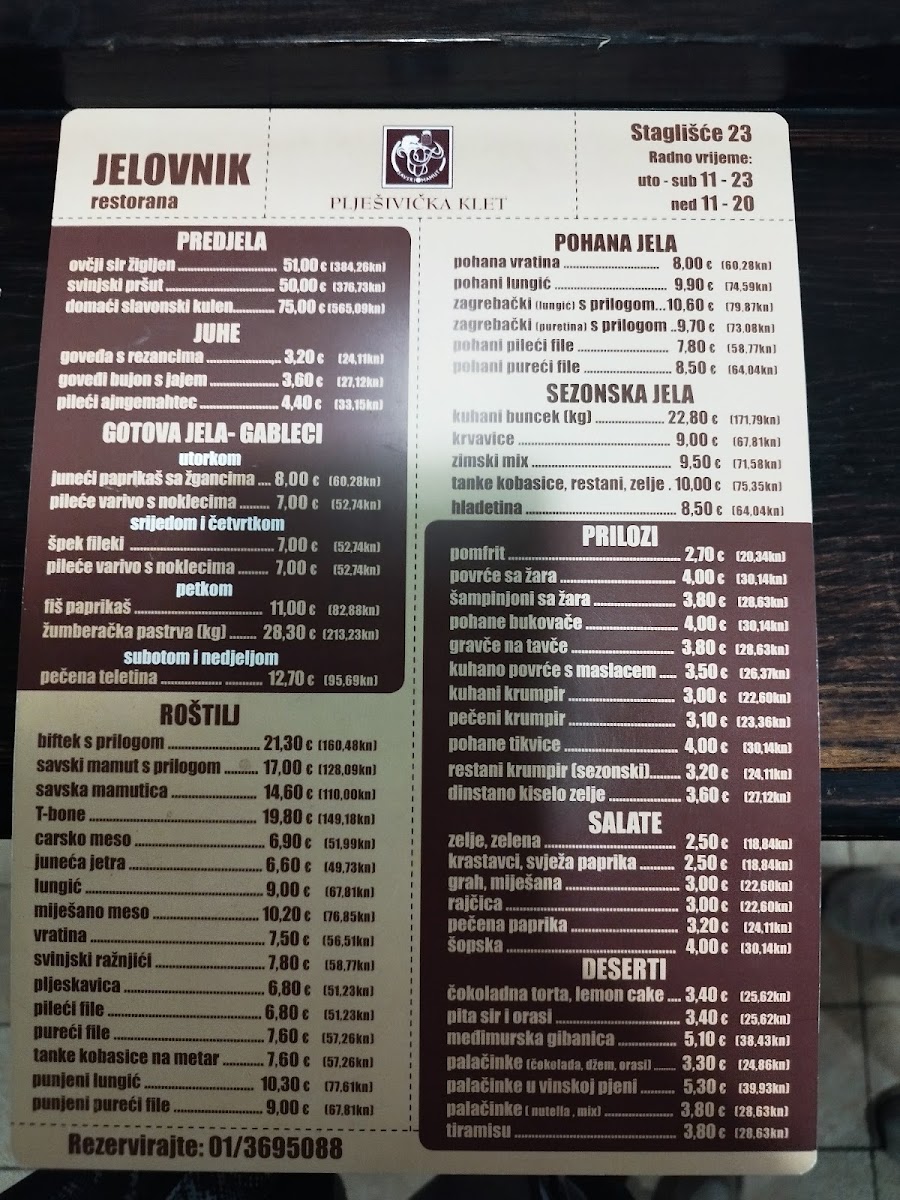 JELOVNIK
restorana
PLJEŠIVIČKA KLET
Staglišće 23
Radno vrijeme:
uto - sub 11 - 23
ned 11 - 20
PREDJELA
ovčji sir žigljen 51,00 € (384,26kn)
svinjski pršut 50,00 € (376,73kn)
domaći slavonski kulen 75,00 € (565,09kn)
JUHE
goveđa s rezancima 3,20 € (24,11kn)
goveđi bujon s jajem 3,60 € (27,12kn)
pileći ajngemahtec 4,40 € (33,15kn)
GOTOVA JELA- GABLECI
utorkom
juneći paprikaš sa žgancima 8,00 € (60,28kn)
pileće varivo s noklecima 7,00 € (52,74kn)
srijedom i četvrtkom
špek fileki 7,00 € (52,74kn)
pileće varivo s noklecima 7,00 € (52,74kn)
petkom
fiš paprikaš 11,00 € (82,88kn)
žumberačka pastrva (kg) 28,30 € (213,23kn)
subotom i nedjeljom
pečena teletina 12,70 € (95,69kn)
ROŠTILJ
biftek s prilogom 21,30 € (160,48kn)
savski mamut s prilogom 17,00 € (128,09kn)
savska mamutica 14,60 € (110,00kn)
T-bone 19,80 € (149,18kn)
carsko meso 6,90 € (51,99kn)
juneća jetra 6,60 € (49,73kn)
lungić 9,00 € (67,81kn)
miješano meso 10,20 € (76,85kn)
vratina 7,50 € (56,51kn)
svinjski ražnjići 7,80 € (58,77kn)
pljeskavica 6,80 € (51,23kn)
pileći file 6,80 € (51,23kn)
pureći file 7,60 € (57,26kn)
tanke kobasice na metar 7,60 € (57,26kn)
punjeni lungić 10,30 € (77,61kn)
punjeni pureći file 9,00 € (67,81kn)
Rezervirajte: 01/3695088
POHANA JELA
pohana vratina 8,00 € (60,28kn)
pohani lungić 9,90 € (74,59kn)
zagrebački (lungić) s prilogom 10,60 € (79,87kn)
zagrebački (puretina) s prilogom 9,70 € (73,08kn)
pohani pileći file 7,80 € (58,77kn)
pohani pureći file 8,50 € (64,04kn)
SEZONSKA JELA
kuhani buncek (kg) 22,80 € (171,79kn)
krvavice 9,00 € (67,81kn)
zimski mix 9,50 € (71,58kn)
tanke kobasice, restani, zelje 10,00 € (75,35kn)
hladetina 8,50 € (64,04kn)
PRILOZI
pomfrit 2,70 € (20,34kn)
povrće sa žara 4,00 € (30,14kn)
šampinjoni sa žara 3,80 € (28,63kn)
pohane bukovače 4,00 € (30,14kn)
gravče na tavče 3,80 € (28,63kn)
kuhano povrće s maslacem 3,50 € (26,37kn)
kuhani krumpir 3,00 € (22,60kn)
pečeni krumpir 3,10 € (23,36kn)
pohane tikvice 4,00 € (30,14kn)
restani krumpir (sezonski) 3,20 € (24,11kn)
dinstano kiselo zelje 3,60 € (27,12kn)
SALATE
zelje, zelena 2,50 € (18,84kn)
krastavci, svježa paprika 2,50 € (18,84kn)
grah, miješana 3,00 € (22,60kn)
rajčica 3,00 € (22,60kn)
pečena paprika 3,20 € (24,11kn)
šopska 4,00 € (30,14kn)
DESERTI
čokoladna torta, lemon cake 3,40 € (25,62kn)
pita sir i orasi 3,40 € (25,62kn)
međimurska gibanica 5,10 € (38,43kn)
palačinke (čokolada, džem, orasi) 3,30 € (24,86kn)
palačinke u vinskoj pjeni 5,30 € (39,93kn)
palačinke ( nutella , mix) 3,80 € (28,63kn)
tiramisu 3,80 € (28,63kn)